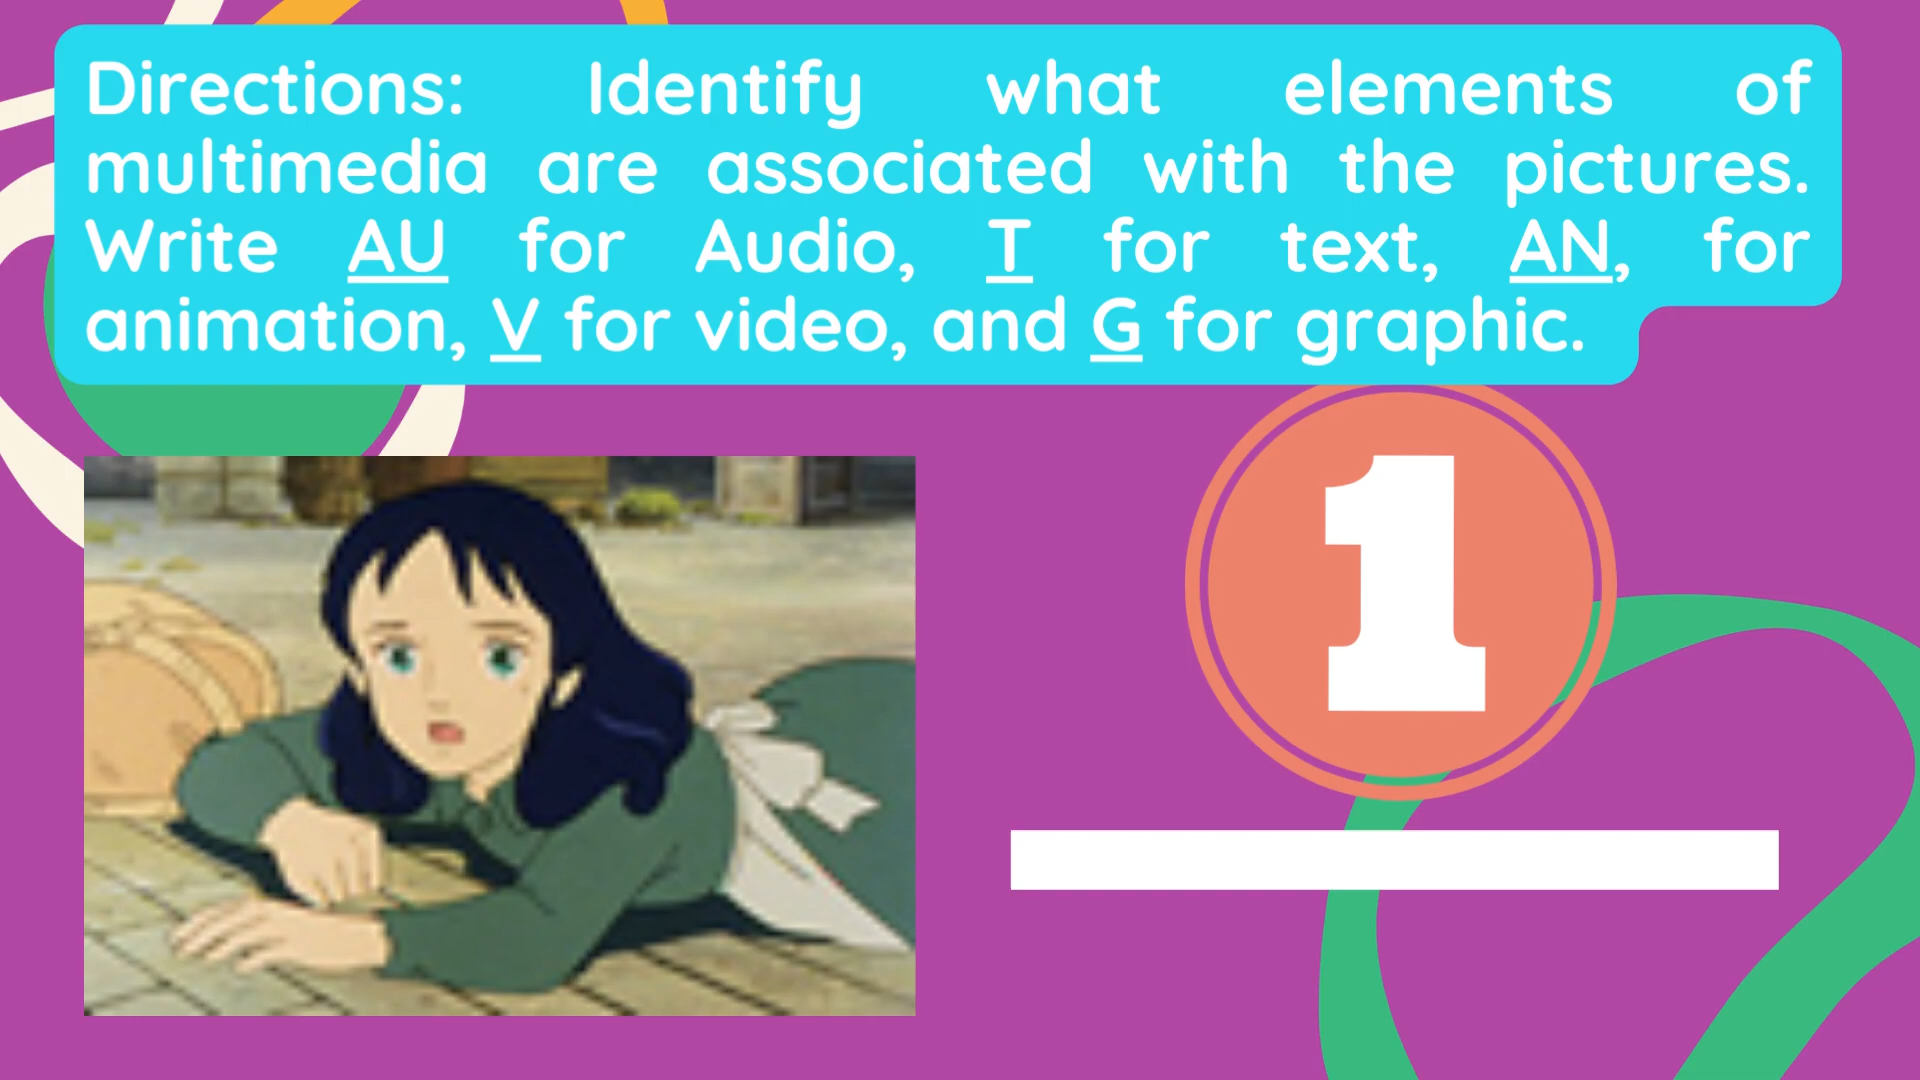 Directions: Identify what elements of
multimedia are associated with the pictures.
Write AU for Audio, T for text, AN, for
animation, V for video, and G for graphic.
1